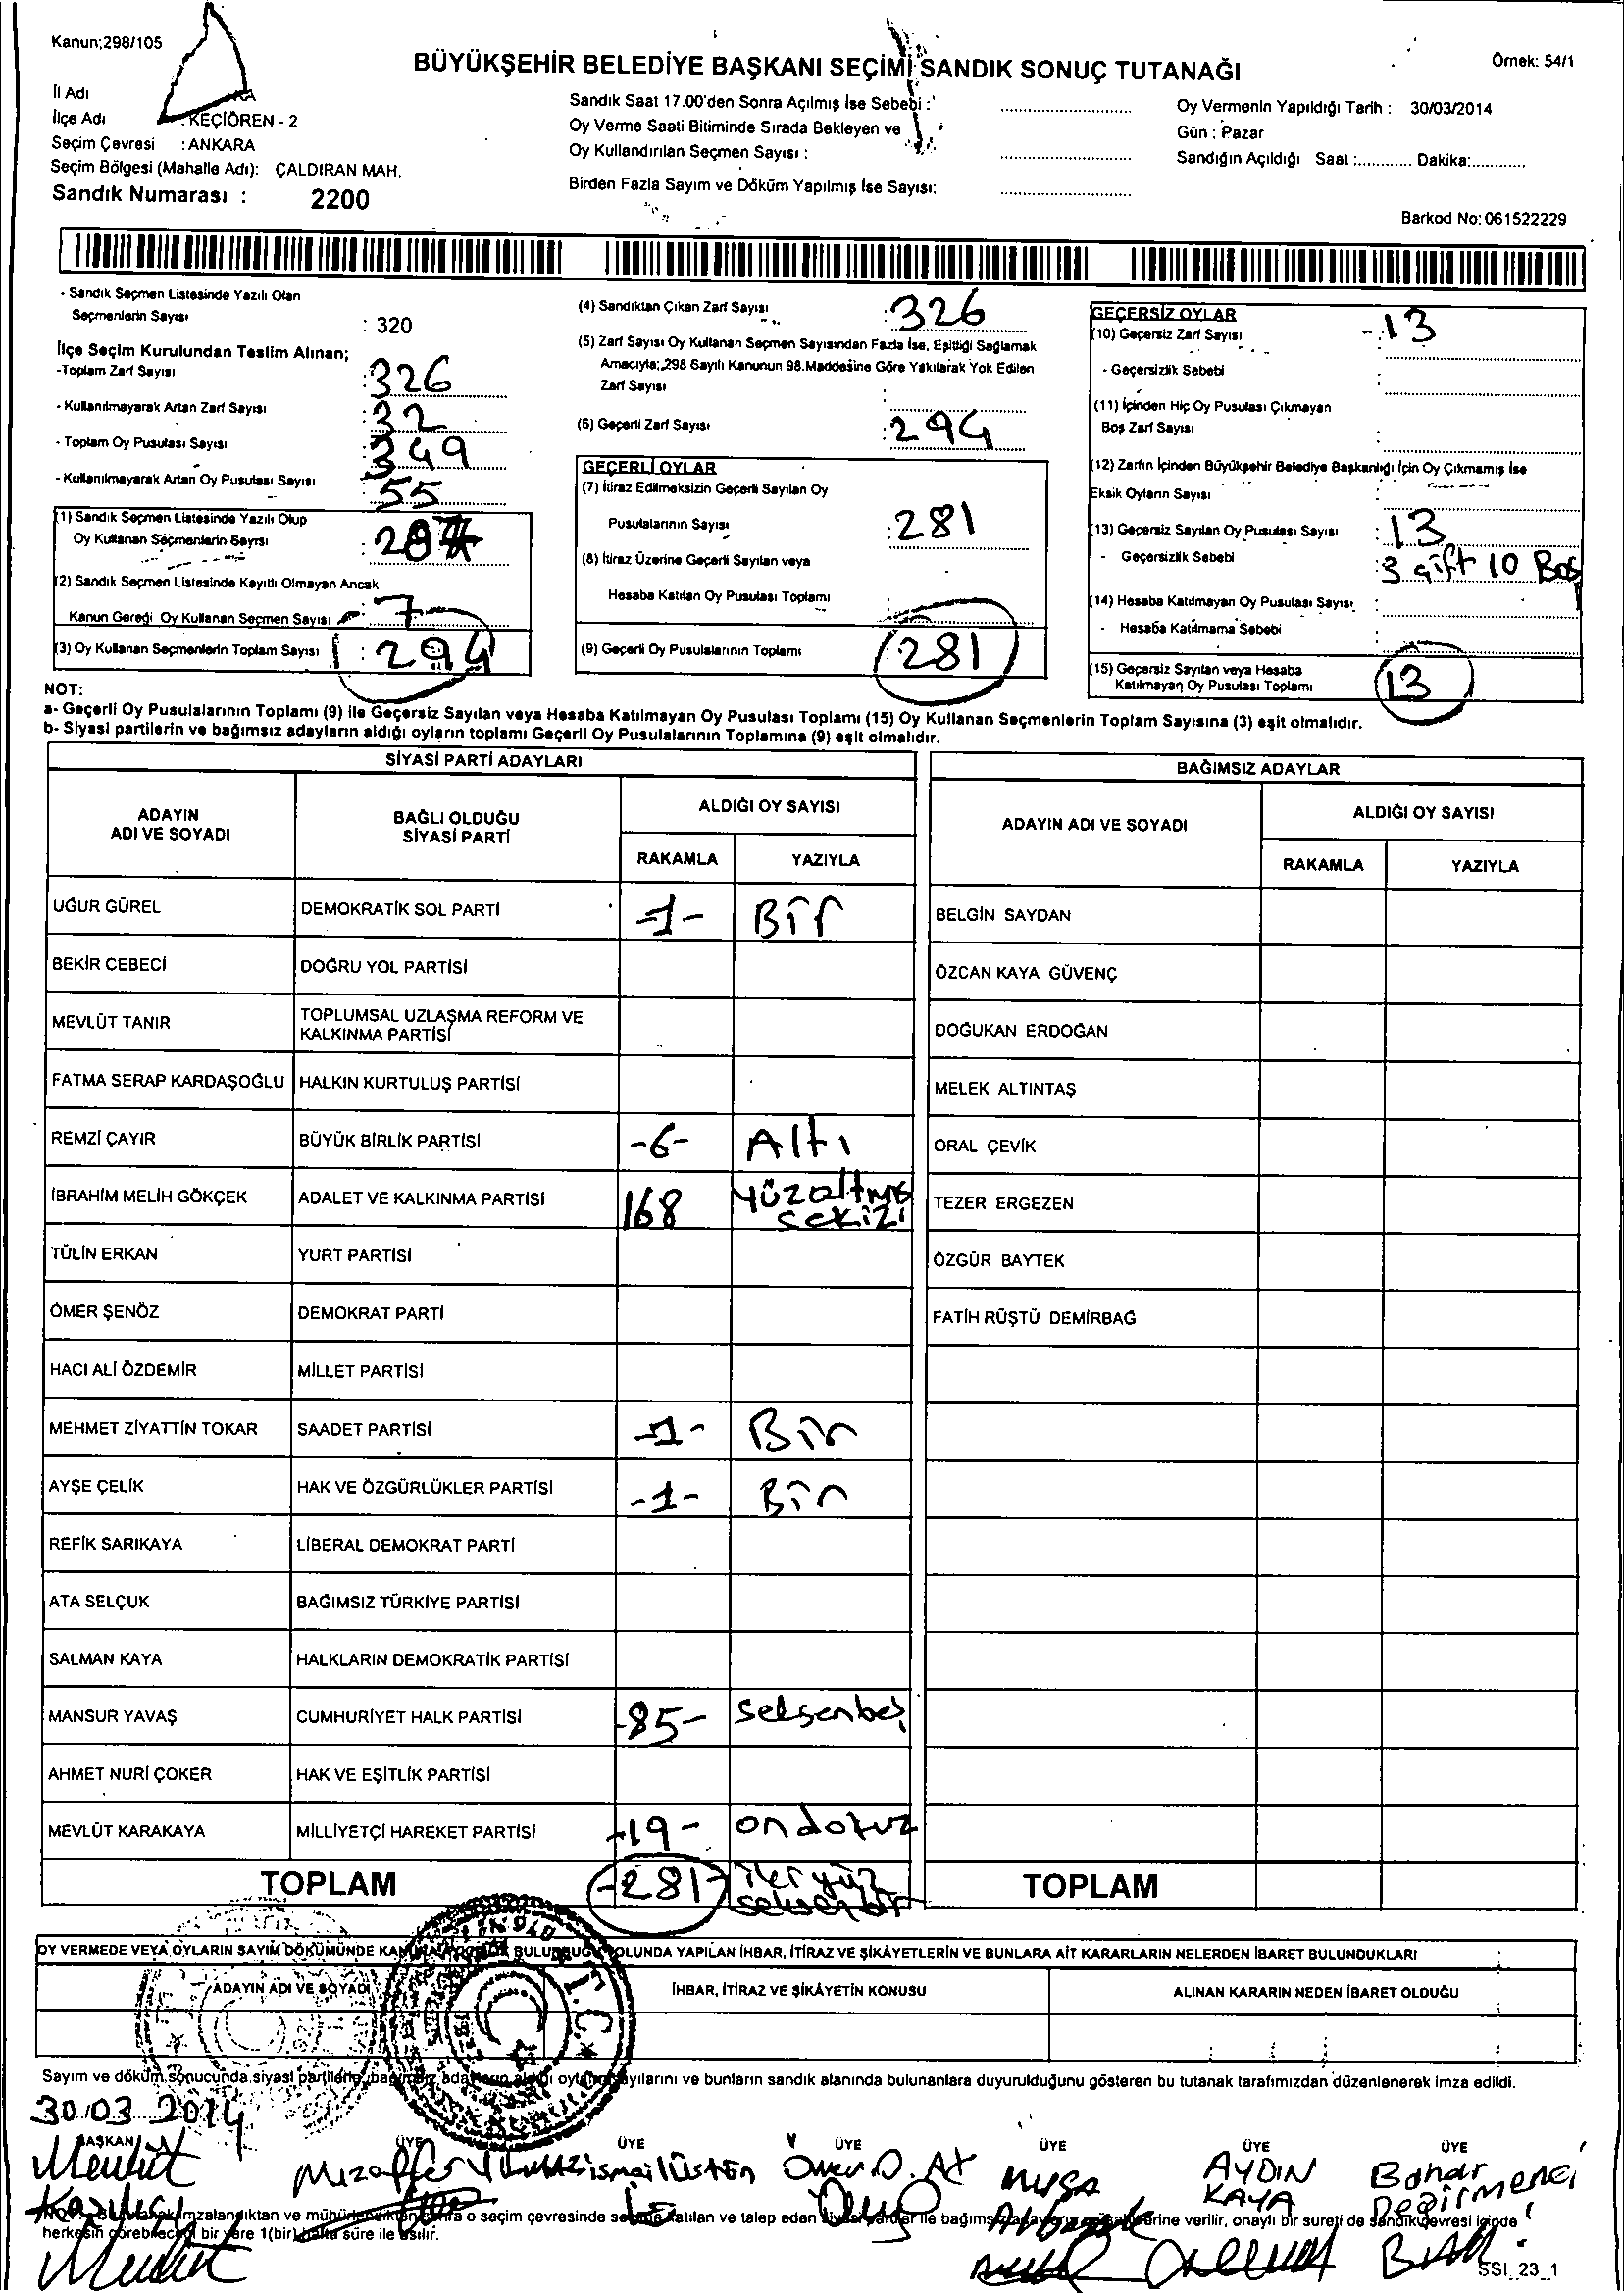 Kanun;298/105
BÜYÜKŞEHİR BELEDİYE BAŞKANI SEÇİMİ SANDIK SONUÇ TUTANAĞI
Örnek: 54/1
İl Adı
İlçe Adı : KEÇİÖREN - 2
Seçim Çevresi : ANKARA
Seçim Bölgesi (Mahalle Adı): ÇALDIRAN MAH.
Sandık Numarası : 2200
Sandık Saat 17.00'den Sonra Açılmış İse Sebebi :
Oy Verme Saati Bitiminde Sırada Bekleyen ve
Oy Kullandırılan Seçmen Sayısı :
Birden Fazla Sayım ve Döküm Yapılmış İse Sayısı:
Oy Vermenin Yapıldığı Tarih : 30/03/2014
Gün : Pazar
Sandığın Açıldığı Saat :............ Dakika:............
Barkod No: 061522229
- Sandık Seçmen Listesinde Yazılı Olan
Seçmenlerin Sayısı : 320
İlçe Seçim Kurulundan Teslim Alınan;
-Toplam Zarf Sayısı : 326
- Kullanılmayarak Artan Zarf Sayısı : 32
- Toplam Oy Pusulası Sayısı : 349
- Kullanılmayarak Artan Oy Pusulası Sayısı : 55
(1) Sandık Seçmen Listesinde Yazılı Olup
Oy Kullanan Seçmenlerin Sayısı : 287
(2) Sandık Seçmen Listesinde Kayıtlı Olmayan Ancak
Kanun Gereği Oy Kullanan Seçmen Sayısı : 7
(3) Oy Kullanan Seçmenlerin Toplam Sayısı : 294
(4) Sandıktan Çıkan Zarf Sayısı : 326
(5) Zarf Sayısı Oy Kullanan Seçmen Sayısından Fazla İse, Eşitliği Sağlamak
Amacıyla;,298 Sayılı Kanunun 98.Maddesine Göre Yakılarak Yok Edilen
Zarf Sayısı :
(6) Geçerli Zarf Sayısı : 294
GEÇERLİ OYLAR
(7) İtiraz Edilmeksizin Geçerli Sayılan Oy
Pusulalarının Sayısı : 281
(8) İtiraz Üzerine Geçerli Sayılan veya
Hesaba Katılan Oy Pusulası Toplamı :
(9) Geçerli Oy Pusulalarının Toplamı : 281
GEÇERSİZ OYLAR
(10) Geçersiz Zarf Sayısı - : 13
- Geçersizlik Sebebi
(11) İçinden Hiç Oy Pusulası Çıkmayan
Boş Zarf Sayısı :
(12) Zarfın İçinden Büyükşehir Belediye Başkanlığı İçin Oy Çıkmamış İse
Eksik Oyların Sayısı
(13) Geçersiz Sayılan Oy Pusulası Sayısı : 13
- Geçersizlik Sebebi : 3 çift 10 Boş
(14) Hesaba Katılmayan Oy Pusulası Sayısı :
- Hesaba Katılmama Sebebi :
(15) Geçersiz Sayılan veya Hesaba
Katılmayan Oy Pusulası Toplamı 13
NOT:
a- Geçerli Oy Pusulalarının Toplamı (9) ile Geçersiz Sayılan veya Hesaba Katılmayan Oy Pusulası Toplamı (15) Oy Kullanan Seçmenlerin Toplam Sayısına (3) eşit olmalıdır.
b- Siyasi partilerin ve bağımsız adayların aldığı oyların toplamı Geçerli Oy Pusulalarının Toplamına (9) eşit olmalıdır.
SİYASİ PARTİ ADAYLARI
ADAYIN ADI VE SOYADI
BAĞLI OLDUĞU SİYASİ PARTİ
ALDIĞI OY SAYISI
RAKAMLA YAZIYLA
UĞUR GÜREL DEMOKRATİK SOL PARTİ -1- Bir
BEKİR CEBECİ DOĞRU YOL PARTİSİ
MEVLÜT TANIR TOPLUMSAL UZLAŞMA REFORM VE
KALKINMA PARTİSİ
FATMA SERAP KARDAŞOĞLU HALKIN KURTULUŞ PARTİSİ
REMZİ ÇAYIR BÜYÜK BİRLİK PARTİSİ -6- Altı
İBRAHİM MELİH GÖKÇEK ADALET VE KALKINMA PARTİSİ 168 Yüzaltmış
sekizi
TÜLİN ERKAN YURT PARTİSİ
ÖMER ŞENÖZ DEMOKRAT PARTİ
HACI ALİ ÖZDEMİR MİLLET PARTİSİ
MEHMET ZİYATTİN TOKAR SAADET PARTİSİ -1- Bir
AYŞE ÇELİK HAK VE ÖZGÜRLÜKLER PARTİSİ -1- Bir
REFİK SARIKAYA LİBERAL DEMOKRAT PARTİ
ATA SELÇUK BAĞIMSIZ TÜRKİYE PARTİSİ
SALMAN KAYA HALKLARIN DEMOKRATİK PARTİSİ
MANSUR YAVAŞ CUMHURİYET HALK PARTİSİ -85- seksenbeş
AHMET NURİ ÇOKER HAK VE EŞİTLİK PARTİSİ
MEVLÜT KARAKAYA MİLLİYETÇİ HAREKET PARTİSİ -19- ondokuz
TOPLAM -281- ikiyüz
seksenbir
BAĞIMSIZ ADAYLAR
ADAYIN ADI VE SOYADI
ALDIĞI OY SAYISI
RAKAMLA YAZIYLA
BELGİN SAYDAN
ÖZCAN KAYA GÜVENÇ
DOĞUKAN ERDOĞAN
MELEK ALTINTAŞ
ORAL ÇEVİK
TEZER ERGEZEN
ÖZGÜR BAYTEK
FATİH RÜŞTÜ DEMİRBAĞ
TOPLAM
OY VERMEDE VEYA OYLARIN SAYIM DÖKÜMÜNDE YOLUNDA YAPILAN İHBAR, İTİRAZ VE ŞİKÂYETLERİN VE BUNLARA AİT KARARLARIN NELERDEN İBARET BULUNDUKLARI
ADAYIN ADI VE SOYADI
İHBAR, İTİRAZ VE ŞİKÂYETİN KONUSU
ALINAN KARARIN NEDEN İBARET OLDUĞU
T.C.
Sayım ve döküm sonucunda siyasi partilerin, bağımsız adayların aldığı oyların sayılarını ve bunların sandık alanında bulunanlara duyurulduğunu gösteren bu tutanak tarafımızdan düzenlenerek imza edildi.
30.03.2014
BAŞKAN ÜYE ÜYE ÜYE ÜYE ÜYE ÜYE
Mevlüt Muzaffer Yılmaz ismail Üstün Ömer D. musa AYDIN KAYA Bahar Değirmenci
imzalandıktan ve mühürlendikten sonra o seçim çevresinde seçime katılan ve talep eden siyasi partiler ile bağımsız verilir, onaylı bir sureti de sandık çevresi içinde
herkesin görebileceği bir yere 1(bir) hafta süre ile asılır.
SSI_23_1